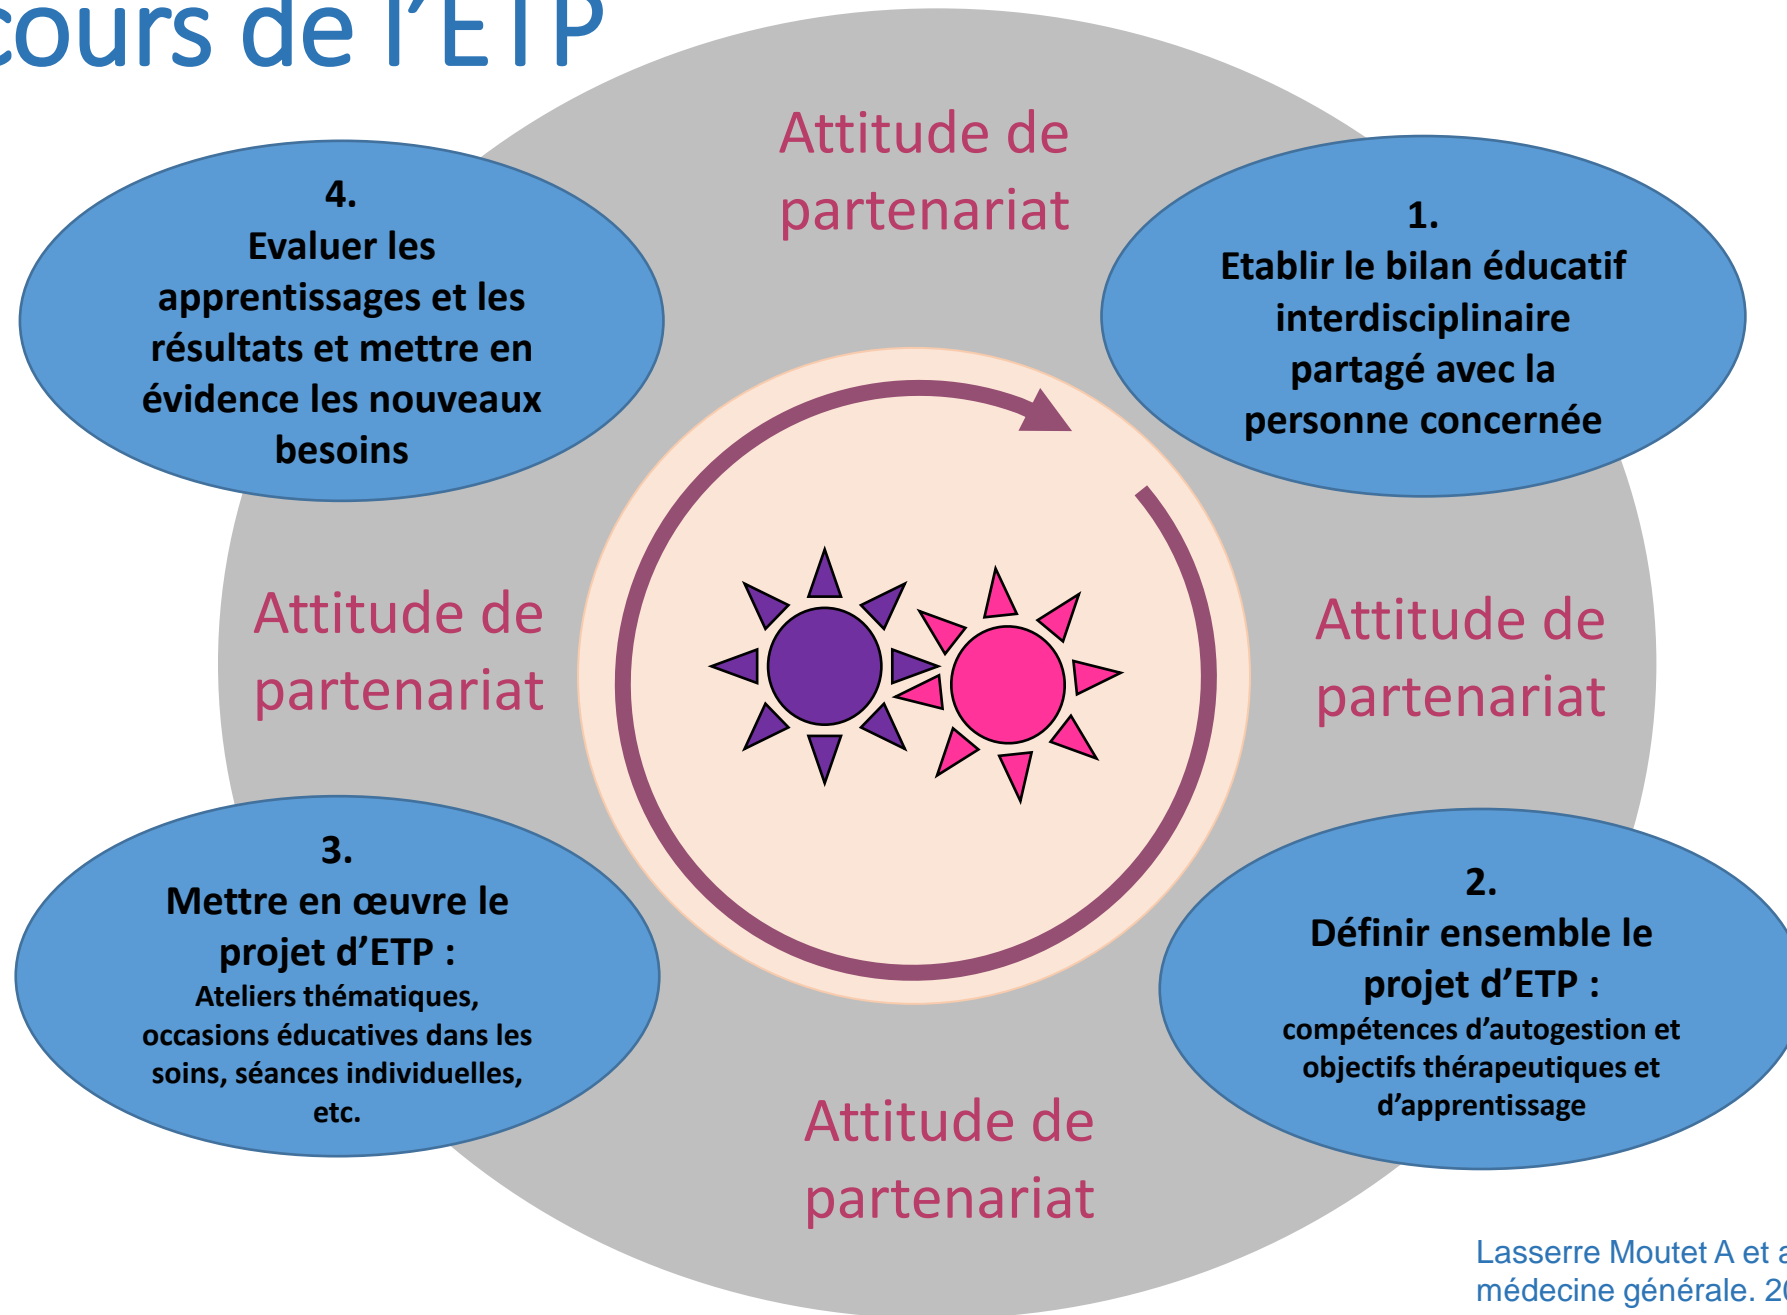 cours de l’ETP
Attitude de
partenariat
1.
Etablir le bilan éducatif
interdisciplinaire
partagé avec la
personne concernée
4.
Evaluer les
apprentissages et les
résultats et mettre en
évidence les nouveaux
besoins
Attitude de
partenariat
Attitude de
partenariat
2.
Définir ensemble le
projet d’ETP :
compétences d’autogestion et
objectifs thérapeutiques et
d’apprentissage
3.
Mettre en œuvre le
projet d’ETP :
Ateliers thématiques,
occasions éducatives dans les
soins, séances individuelles,
etc.
Attitude de
partenariat
Lasserre Moutet A et
médecine générale.